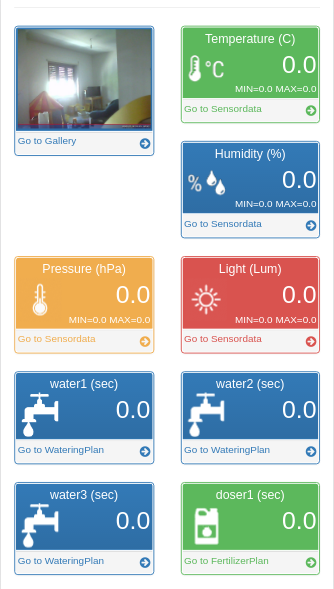 Go to Gallery
Temperature (C)
°C
0.0
MIN=0.0 MAX=0.0
Go to Sensordata
Humidity (%)
%
0.0
MIN=0.0 MAX=0.0
Go to Sensordata
Pressure (hPa)
0.0
MIN=0.0 MAX=0.0
Go to Sensordata
Light (Lum)
0.0
MIN=0.0 MAX=0.0
Go to Sensordata
water1 (sec)
0.0
Go to WateringPlan
water2 (sec)
0.0
Go to WateringPlan
water3 (sec)
0.0
Go to WateringPlan
doser1 (sec)
0.0
Go to FertilizerPlan